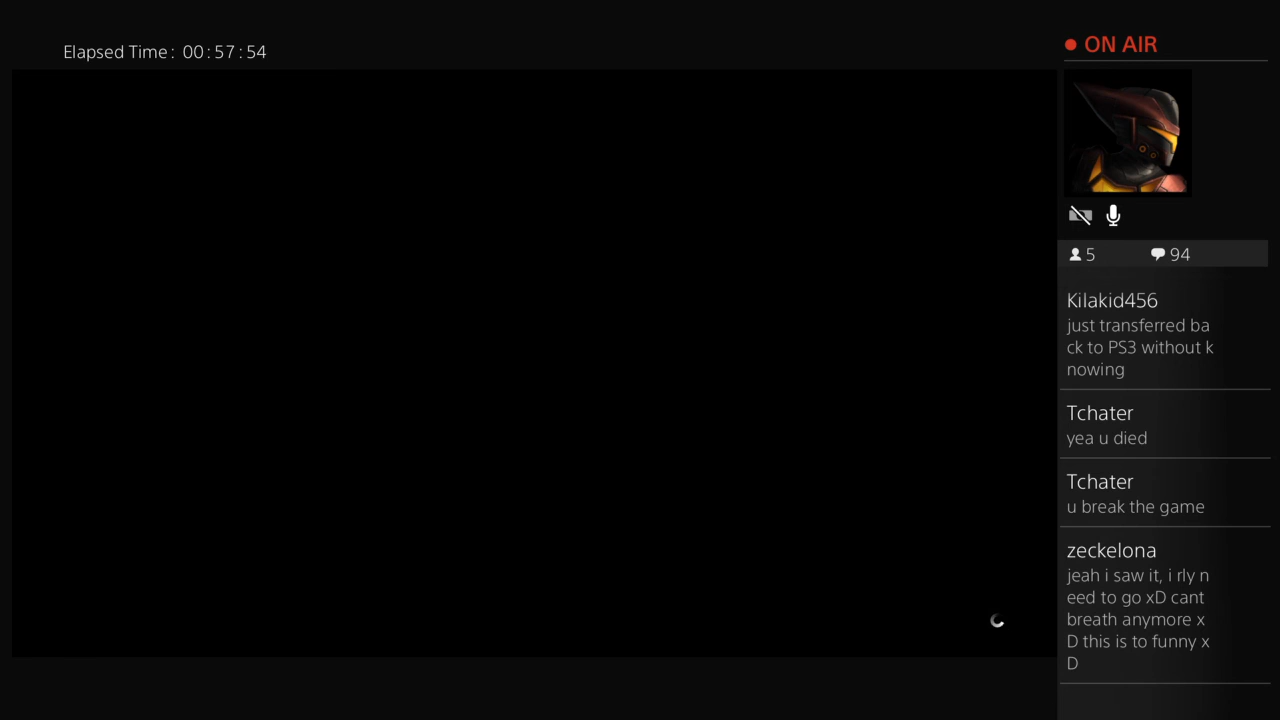 Elapsed Time: 00:57:54
ON AIR
5 94
Kilakid456
just transferred ba
ck to PS3 without k
nowing
Tchater
yea u died
Tchater
u break the game
zeckelona
jeah i saw it, i rly n
eed to go xD cant
breath anymore x
D this is to funny x
D